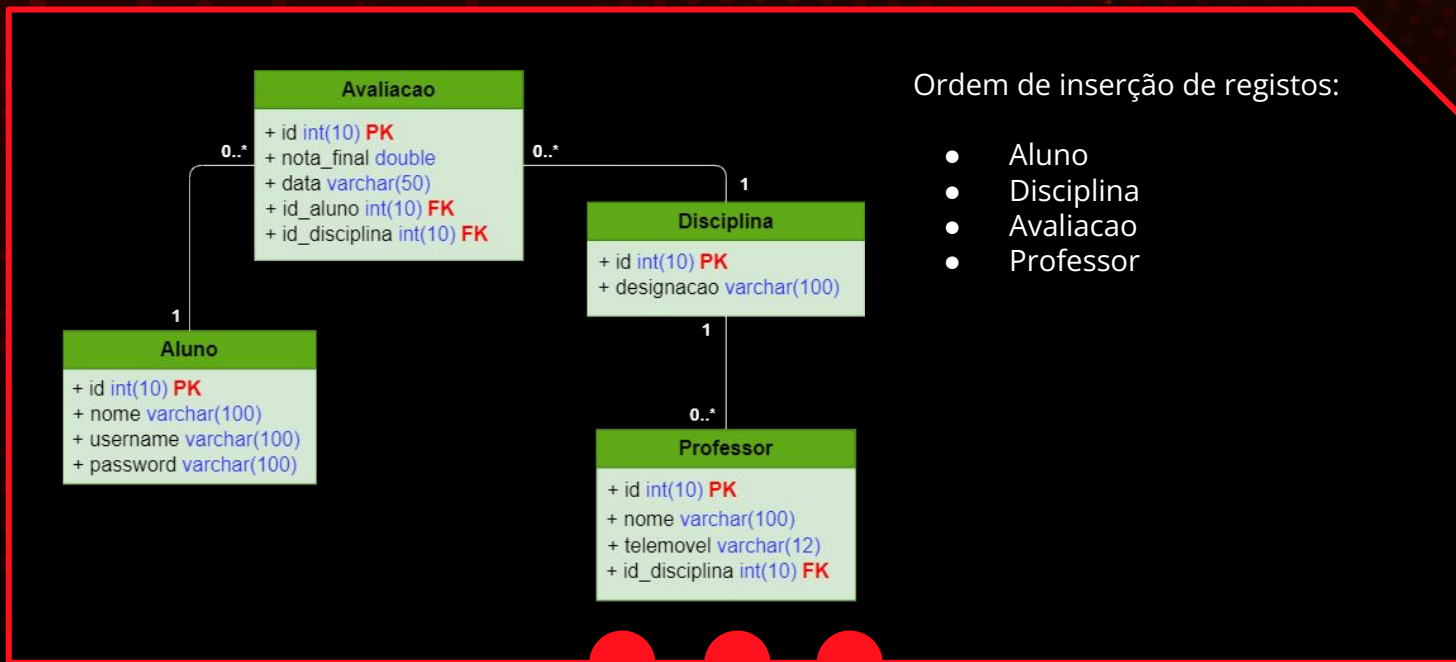 Avaliacao
+ id int(10) PK
+ nota_final double
+ data varchar(50)
+ id_aluno int(10) FK
+ id_disciplina int(10) FK
0..*
0..*
1
1
Disciplina
+ id int(10) PK
+ designacao varchar(100)
1
0..*
Aluno
+ id int(10) PK
+ nome varchar(100)
+ username varchar(100)
+ password varchar(100)
Professor
+ id int(10) PK
+ nome varchar(100)
+ telemovel varchar(12)
+ id_disciplina int(10) FK
Ordem de inserção de registos:
● Aluno
● Disciplina
● Avaliacao
● Professor